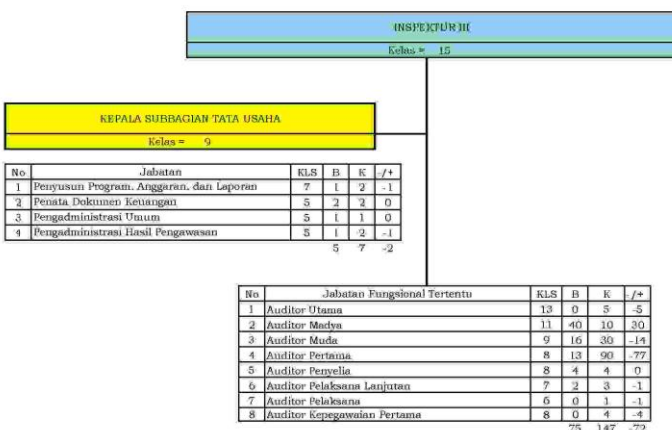 INSPEKTUR III
Kelas = 15
KEPALA SUBBAGIAN TATA USAHA
Kelas = 9
No Jabatan KLS B K -/+
1 Penyusun Program, Anggaran, dan Laporan 7 1 2 -1
2 Penata Dokumen Keuangan 5 2 2 0
3 Pengadministrasi Umum 5 1 1 0
4 Pengadministrasi Hasil Pengawasan 5 1 2 -1
5 7 -2
No Jabatan Fungsional Tertentu KLS B K -/+
1 Auditor Utama 13 0 5 -5
2 Auditor Madya 11 40 10 30
3 Auditor Muda 9 16 30 -14
4 Auditor Pertama 8 13 90 -77
5 Auditor Penyelia 8 4 4 0
6 Auditor Pelaksana Lanjutan 7 2 3 -1
7 Auditor Pelaksana 6 0 1 -1
8 Auditor Kepegawaian Pertama 8 0 4 -4
75 147 -72